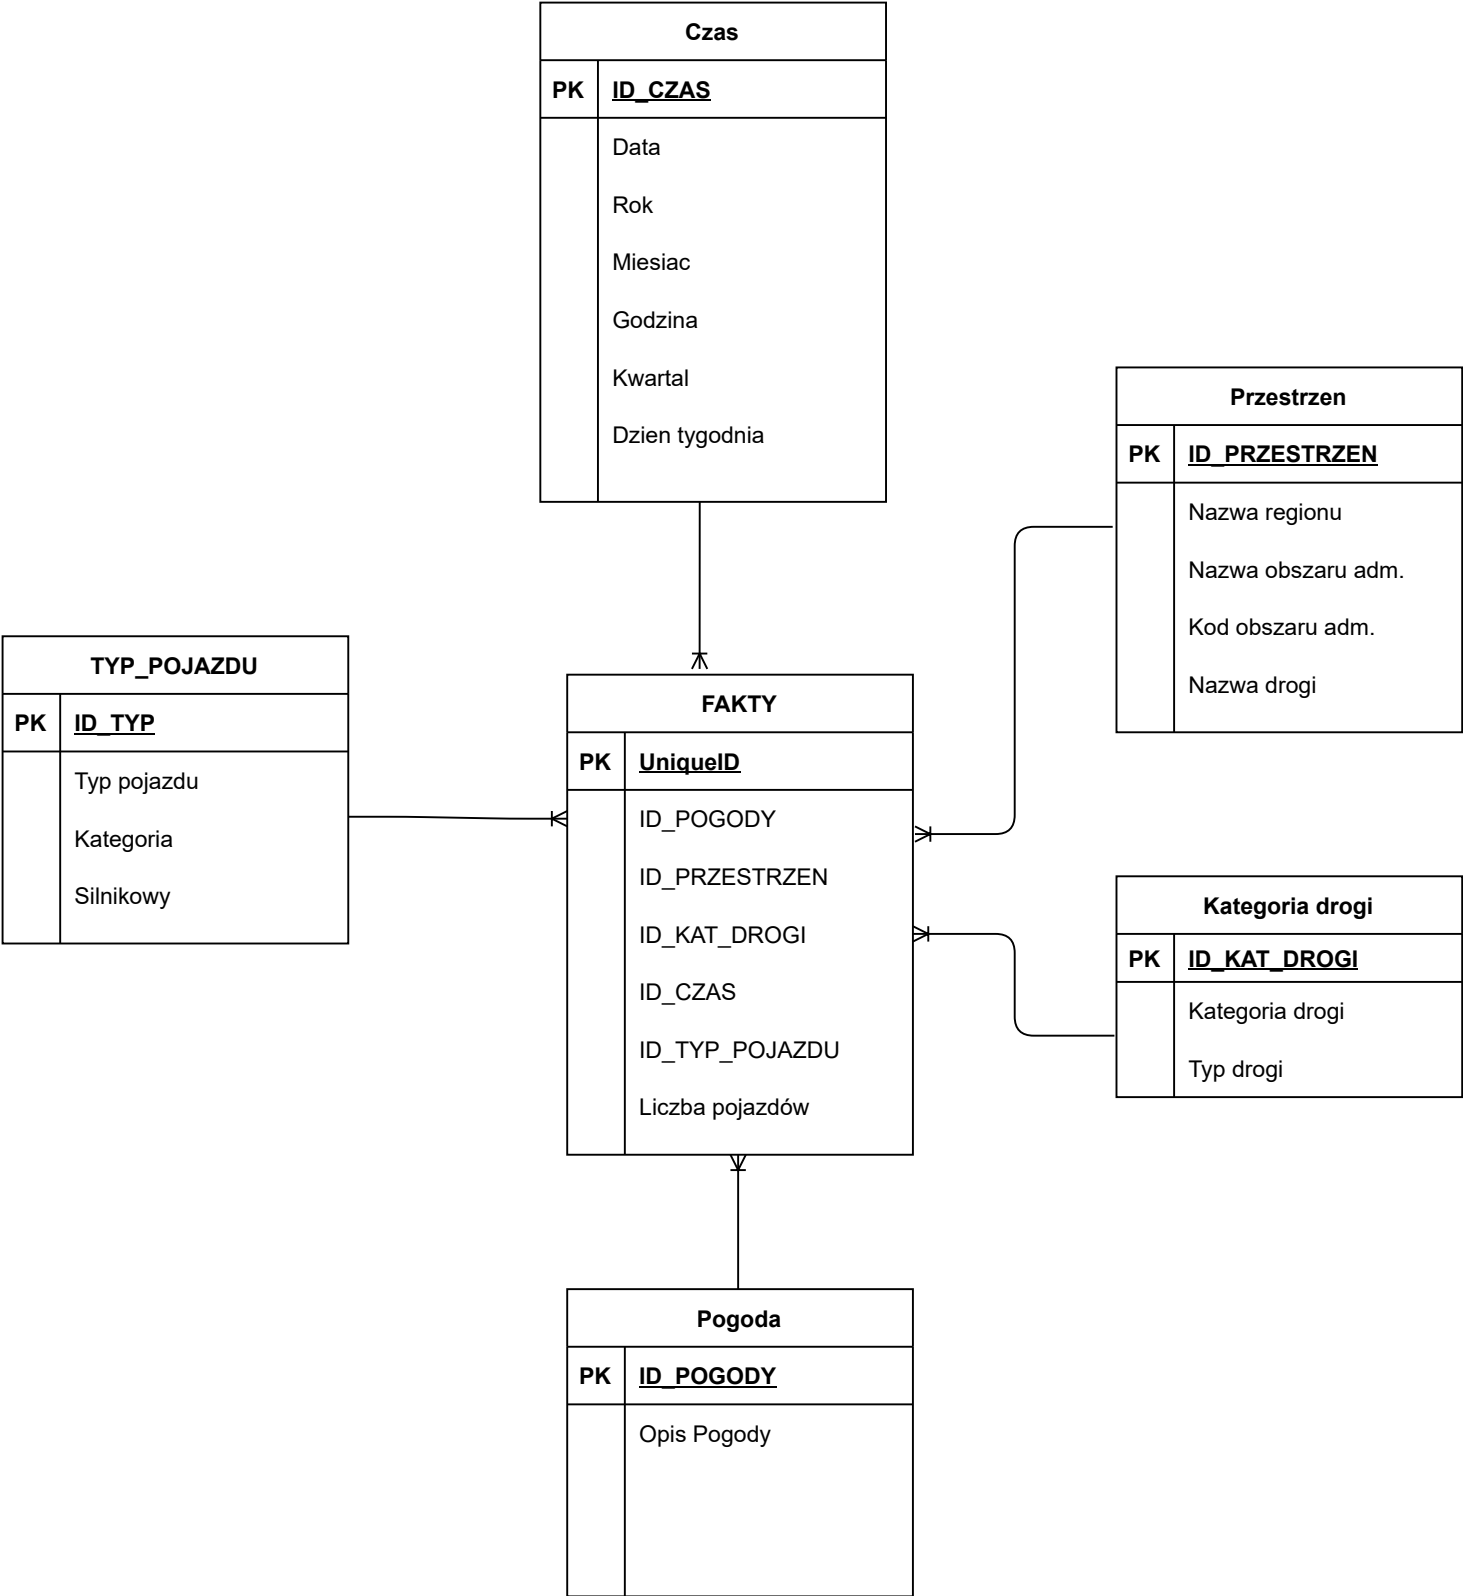 Czas
PK ID_CZAS
Data
Rok
Miesiac
Godzina
Kwartal
Dzien tygodnia
Przestrzen
PK ID_PRZESTRZEN
Nazwa regionu
Nazwa obszaru adm.
Kod obszaru adm.
Nazwa drogi
TYP_POJAZDU
PK ID_TYP
Typ pojazdu
Kategoria
Silnikowy
FAKTY
PK UniqueID
ID_POGODY
ID_PRZESTRZEN
ID_KAT_DROGI
ID_CZAS
ID_TYP_POJAZDU
Liczba pojazdów
Kategoria drogi
PK ID_KAT_DROGI
Kategoria drogi
Typ drogi
Pogoda
PK ID_POGODY
Opis Pogody